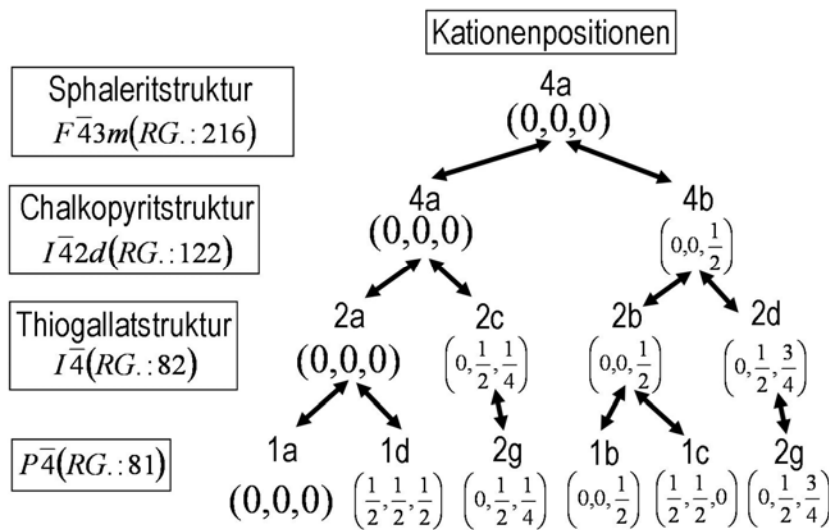 Kationenpositionen
Sphaleritstruktur
F4̅3m(RG.:216)
4a
(0,0,0)
Chalkopyritstruktur
I4̅2d(RG.:122)
4a
(0,0,0)
4b
(0,0,1/2)
Thiogallatstruktur
I4̅(RG.:82)
2a
(0,0,0)
2c
(0,1/2,1/4)
2b
(0,0,1/2)
2d
(0,1/2,3/4)
P4̅(RG.:81)
1a
(0,0,0)
1d
(1/2,1/2,1/2)
2g
(0,1/2,1/4)
1b
(0,0,1/2)
1c
(1/2,1/2,0)
2g
(0,1/2,3/4)